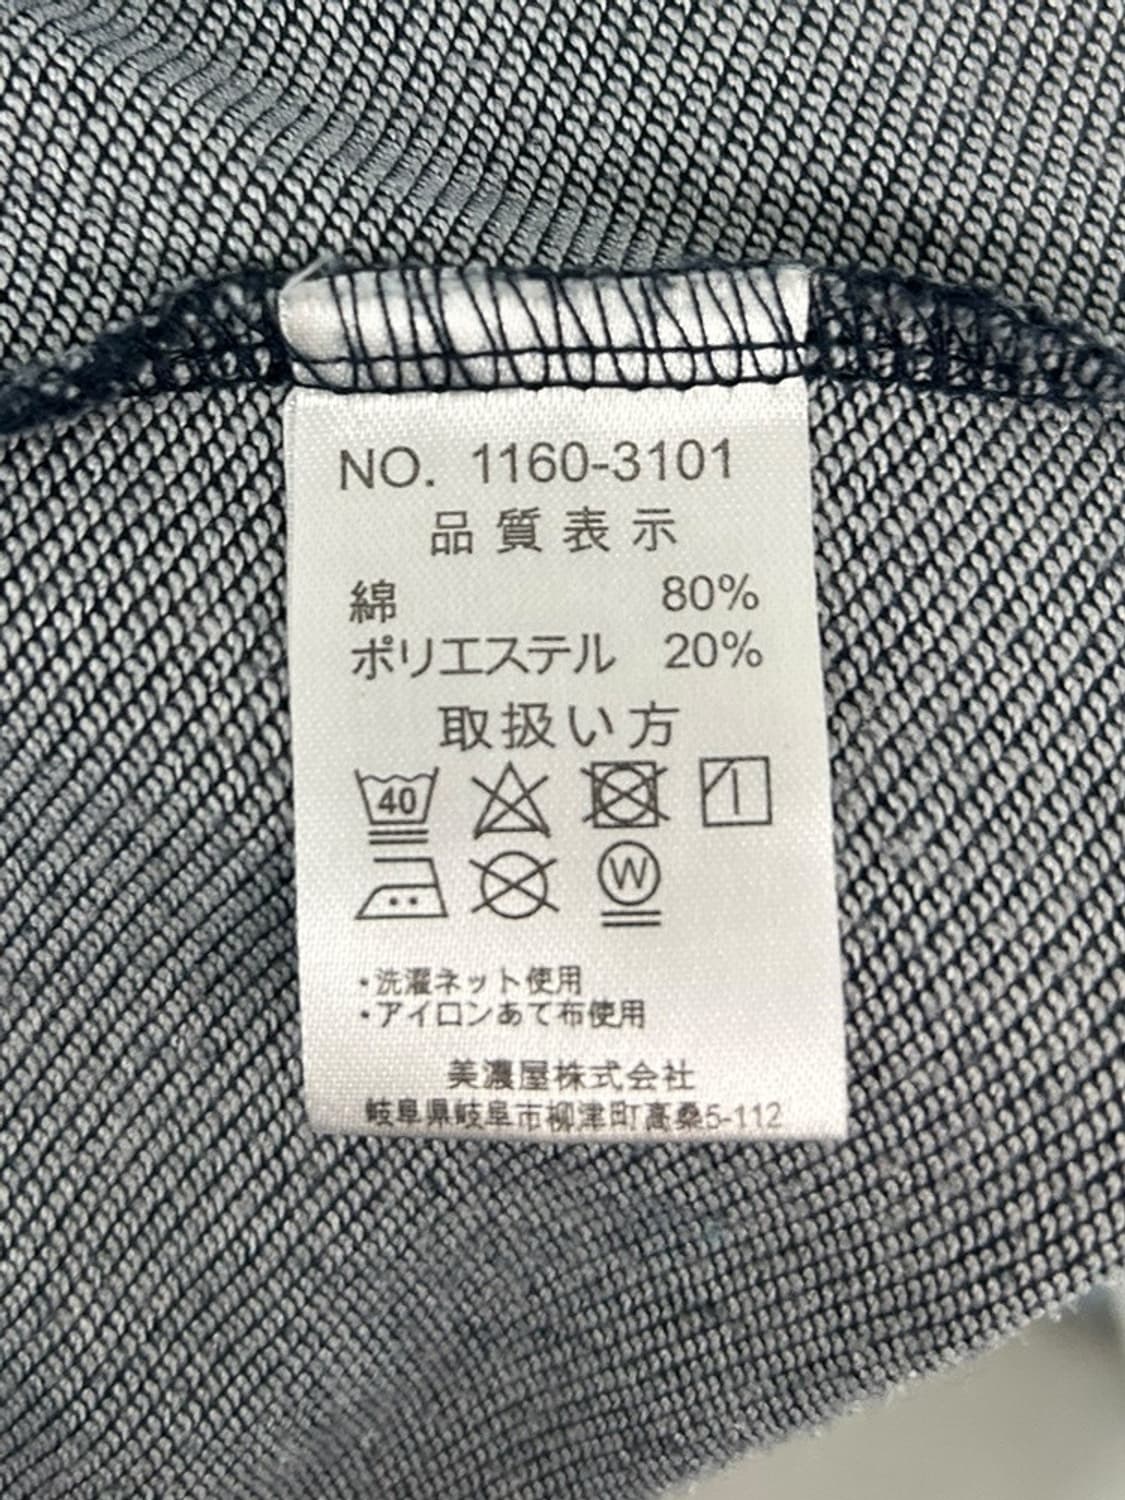 NO. 1160-3101
品質表示
綿 80%
ポリエステル 20%
取扱い方
40
W
・洗濯ネット使用
・アイロンあて布使用
美濃屋株式会社
岐阜県岐阜市柳津町高桑5-112